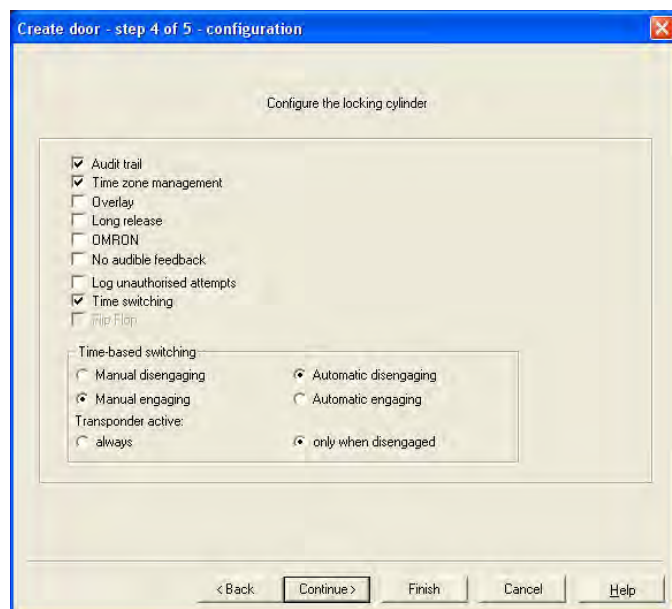 Create door - step 4 of 5 - configuration
Configure the locking cylinder
Audit trail
Time zone management
Overlay
Long release
OMRON
No audible feedback
Log unauthorised attempts
Time switching
Flip Flop
Time-based switching
Manual disengaging Automatic disengaging
Manual engaging Automatic engaging
Transponder active:
always only when disengaged
< Back Continue > Finish Cancel Help